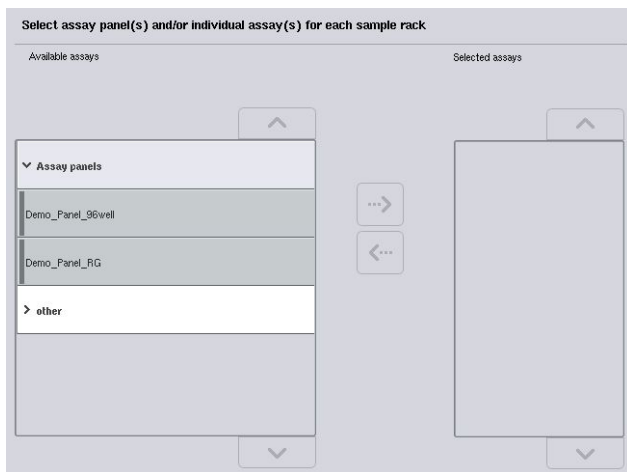 Select assay panel(s) and/or individual assay(s) for each sample rack
Available assays
Selected assays
Assay panels
Demo_Panel_96well
Demo_Panel_RG
other